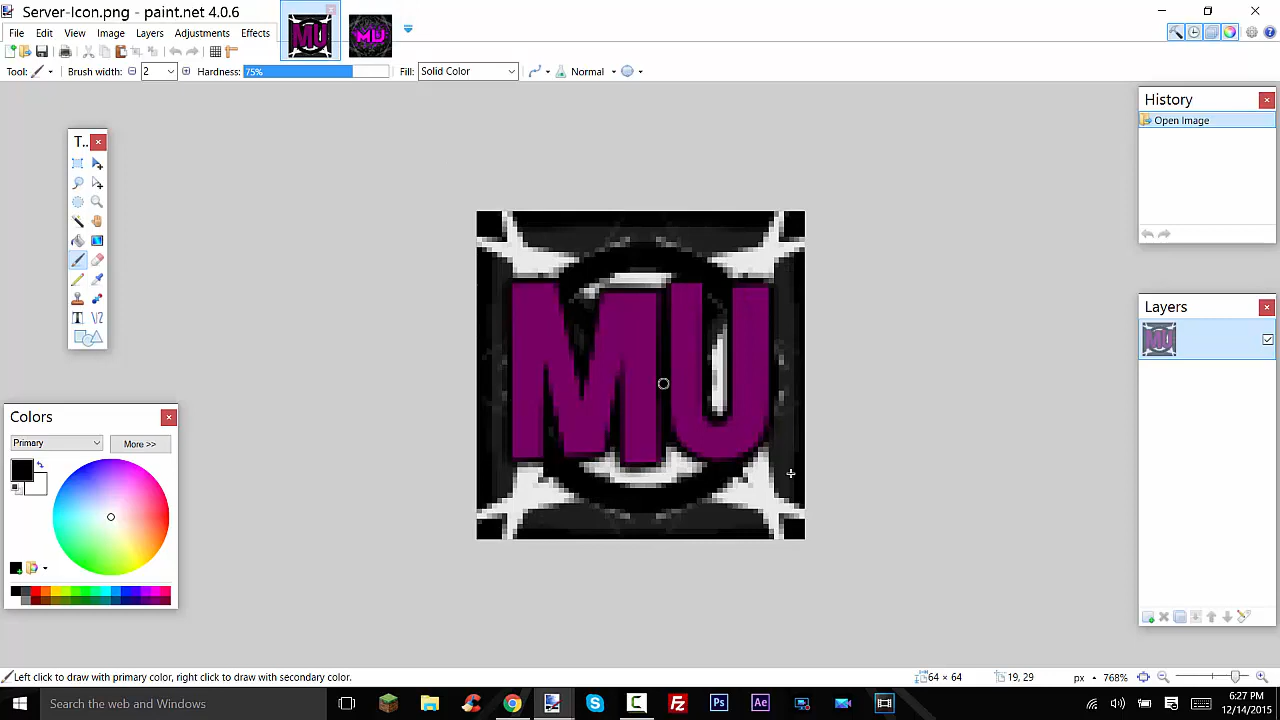 Server-Icon.png - paint.net 4.0.6
File Edit View Image Layers Adjustments Effects
Tool: Brush width: 2 Hardness: 75% Fill: Solid Color Normal
T..
History
Open Image
MU
Layers
Colors
Primary More >>
Left click to draw with primary color, right click to draw with secondary color. 64 × 64 19, 29 px 768%
Search the web and Windows Ps Ae 6:27 PM
12/14/2015